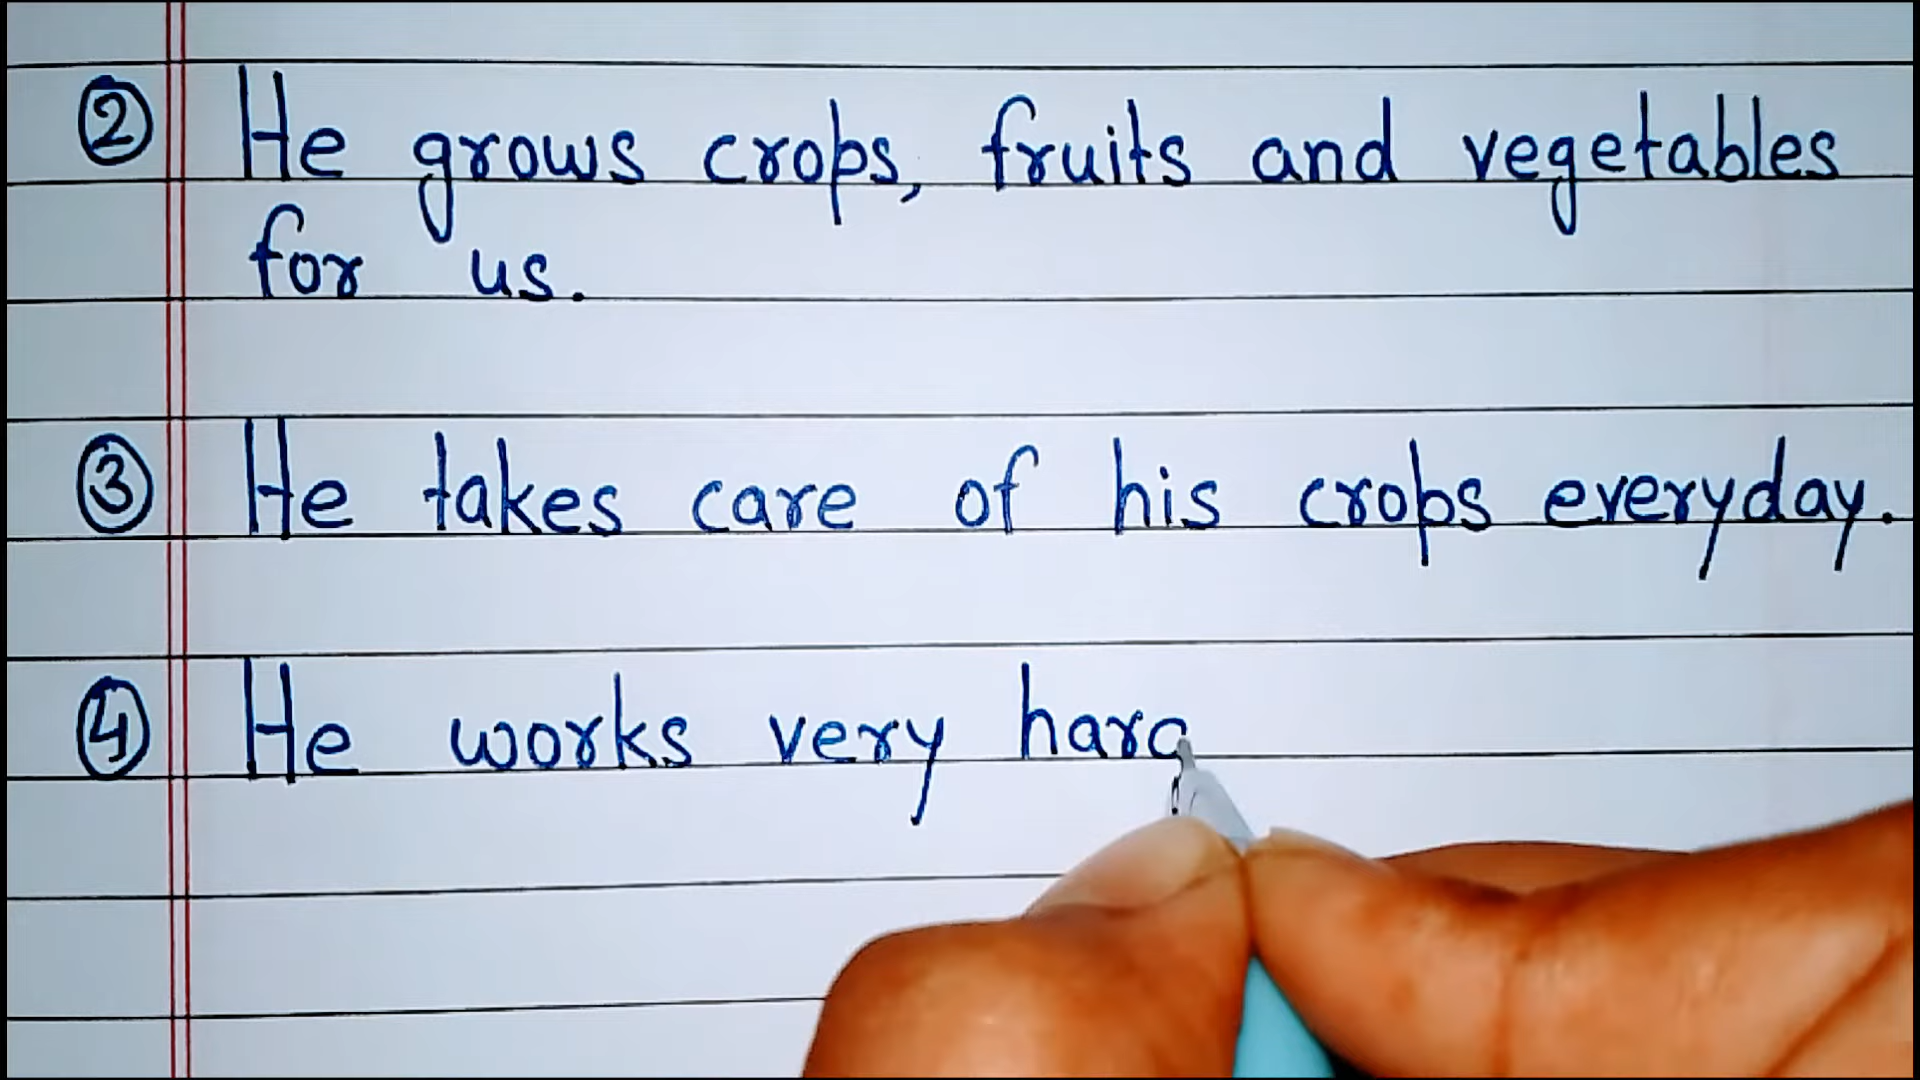 ② He grows crops, fruits and vegetables
for us.
③ He takes care of his crops everyday.
④ He works very